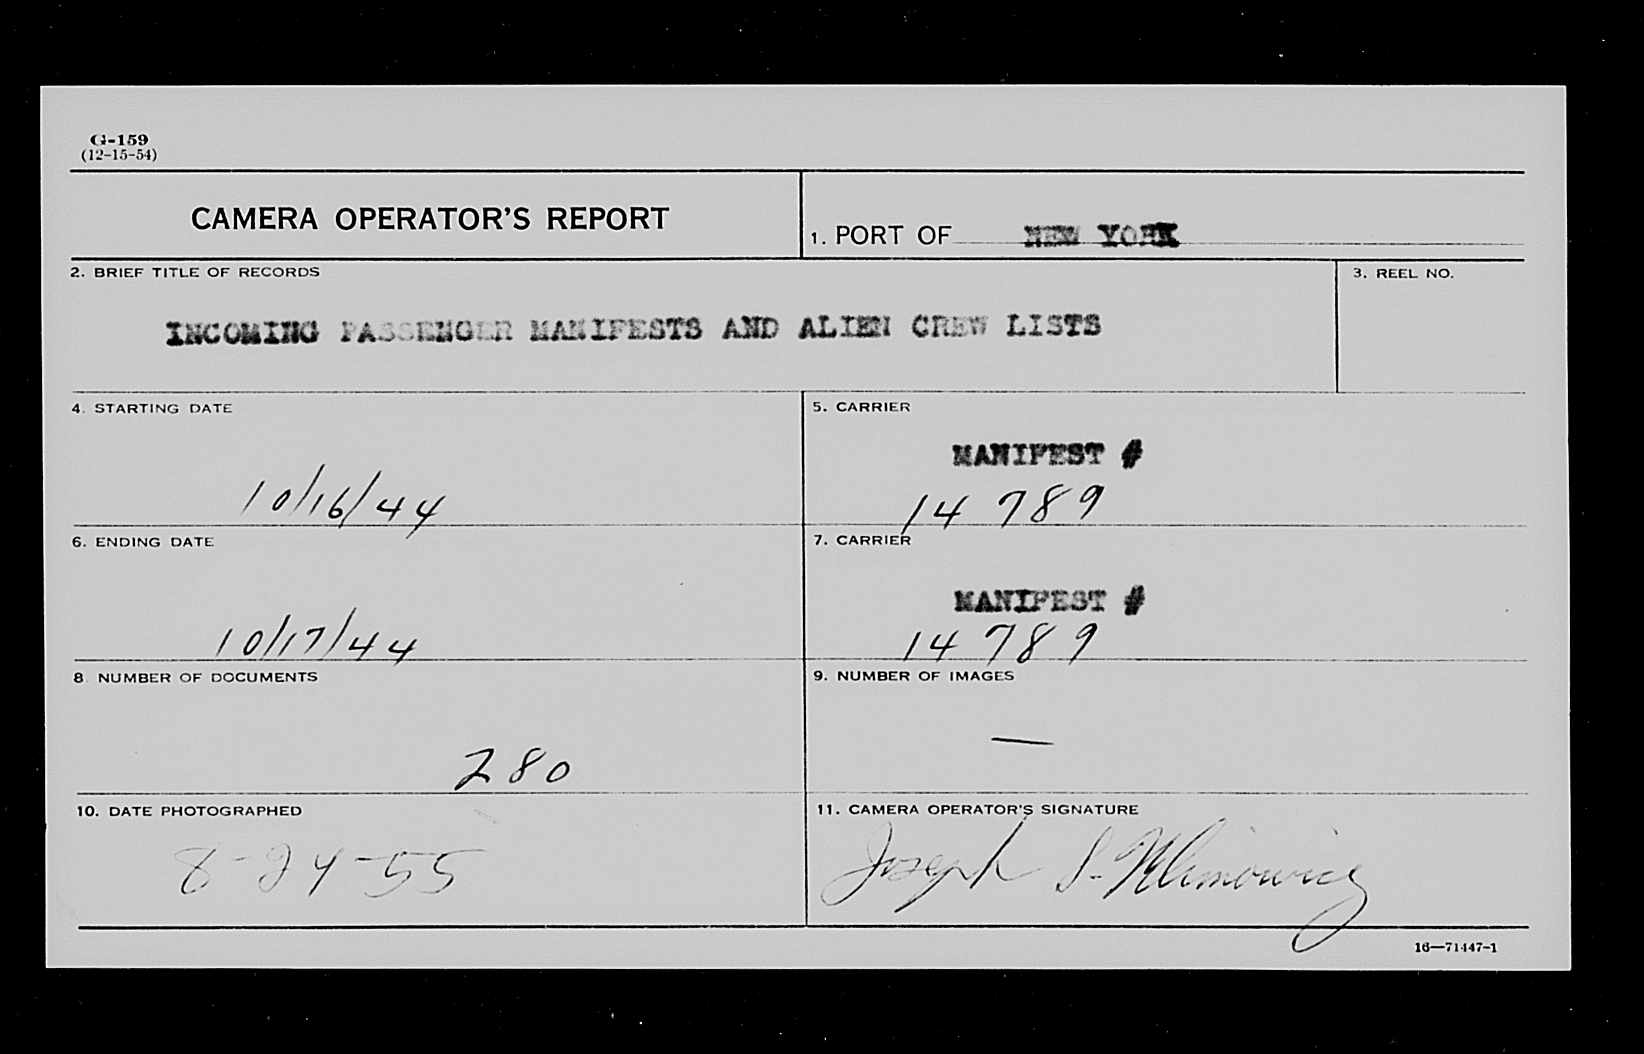 G-159
(12-15-54)
CAMERA OPERATOR'S REPORT
1. PORT OF NEW YORK
2. BRIEF TITLE OF RECORDS
3. REEL NO.
INCOMING PASSENGER MANIFESTS AND ALIEN CREW LISTS
4. STARTING DATE
5. CARRIER
MANIFEST #
10/16/44
14789
6. ENDING DATE
7. CARRIER
MANIFEST #
10/17/44
14789
8. NUMBER OF DOCUMENTS
9. NUMBER OF IMAGES
—
280
10. DATE PHOTOGRAPHED
11. CAMERA OPERATOR'S SIGNATURE
8-24-55
Joseph S.
16—71447-1